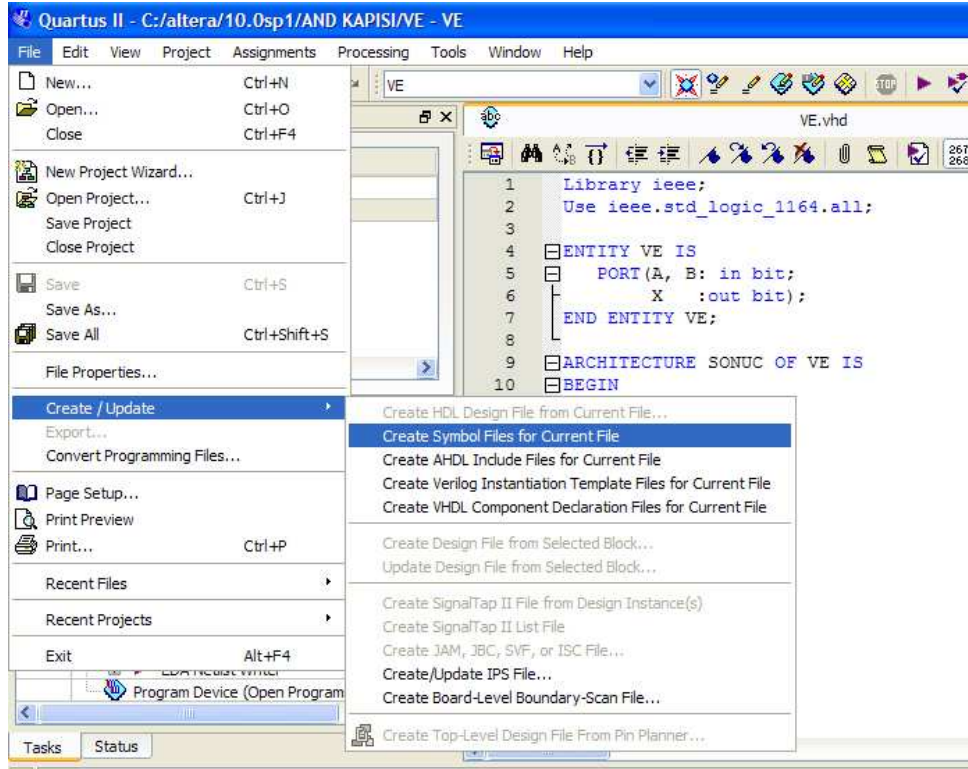 Quartus II - C:/altera/10.0sp1/AND KAPISI/VE - VE
File Edit View Project Assignments Processing Tools Window Help
New... Ctrl+N
Open... Ctrl+O
Close Ctrl+F4
New Project Wizard...
Open Project... Ctrl+J
Save Project
Close Project
Save Ctrl+S
Save As...
Save All Ctrl+Shift+S
File Properties...
Create / Update
Export...
Convert Programming Files...
Page Setup...
Print Preview
Print... Ctrl+P
Recent Files
Recent Projects
Exit Alt+F4
Program Device (Open Program
Tasks Status
VE
STOP
abc
VE.vhd
267
268
1 Library ieee;
2 Use ieee.std_logic_1164.all;
3
4 ENTITY VE IS
5 PORT(A, B: in bit;
6 X :out bit);
7 END ENTITY VE;
8
9 ARCHITECTURE SONUC OF VE IS
10 BEGIN
Create HDL Design File from Current File...
Create Symbol Files for Current File
Create AHDL Include Files for Current File
Create Verilog Instantiation Template Files for Current File
Create VHDL Component Declaration Files for Current File
Create Design File from Selected Block...
Update Design File from Selected Block...
Create SignalTap II File from Design Instance(s)
Create SignalTap II List File
Create JAM, JBC, SVF, or ISC File...
Create/Update IPS File...
Create Board-Level Boundary-Scan File...
Create Top-Level Design File From Pin Planner...